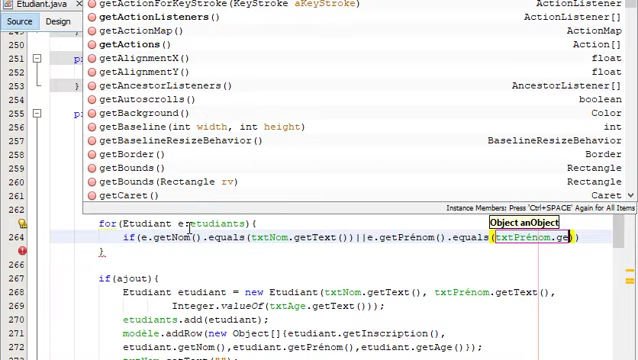 Etudiant.java
getActionForKeyStroke(KeyStroke aKeyStroke) ActionListener
Source Design
getActionListeners() ActionListener[]
getActionMap() ActionMap
250 getActions() Action[]
251 getAlignmentX() float
252 getAlignmentY() float
253 getAncestorListeners() AncestorListener[]
254 getAutoscrolls() boolean
255 getBackground() Color
256 getBaseline(int width, int height) int
257 getBaselineResizeBehavior() BaselineResizeBehavior
258 getBorder() Border
259 getBounds() Rectangle
260 getBounds(Rectangle rv) Rectangle
261 getCaret() Caret
Instance Members: Press 'Ctrl+SPACE' Again for All Items
for(Etudiant e:etudiants){ Object anObject
264 if(e.getNom().equals(txtNom.getText())||e.getPrénom().equals(txtPrénom.ge))
}
266
267 if(ajout){
268 Etudiant etudiant = new Etudiant(txtNom.getText(), txtPrénom.getText(),
269 Integer.valueOf(txtAge.getText()));
270 etudiants.add(etudiant);
271 modèle.addRow(new Object[]{etudiant.getInscription(),
272 etudiant.getNom(),etudiant.getPrénom(),etudiant.getAge()});